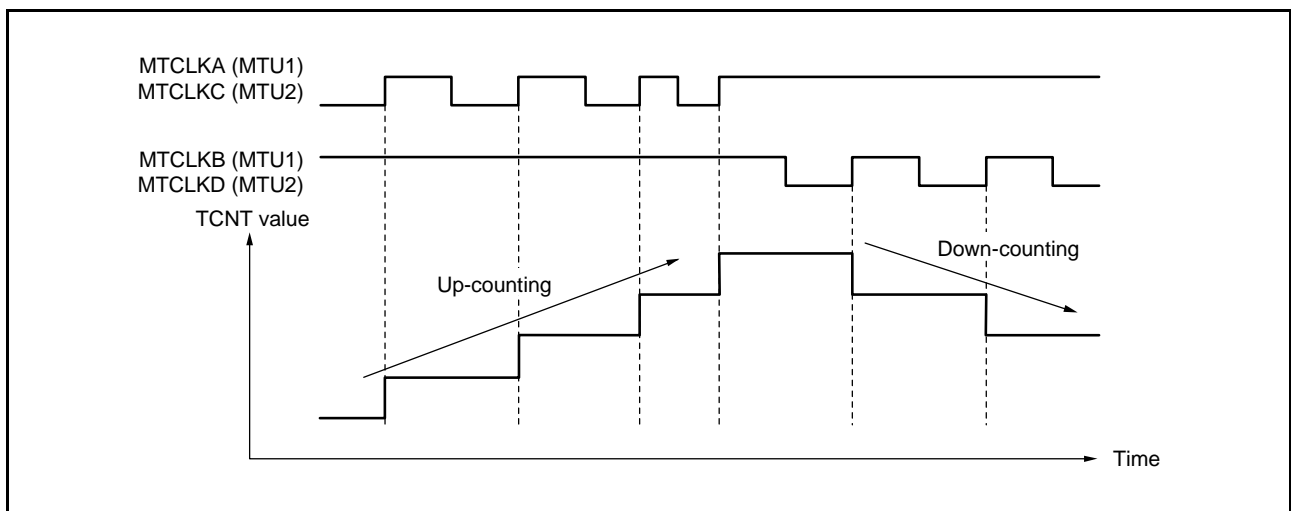 MTCLKA (MTU1)
MTCLKC (MTU2)
MTCLKB (MTU1)
MTCLKD (MTU2)
TCNT value
Up-counting
Down-counting
Time